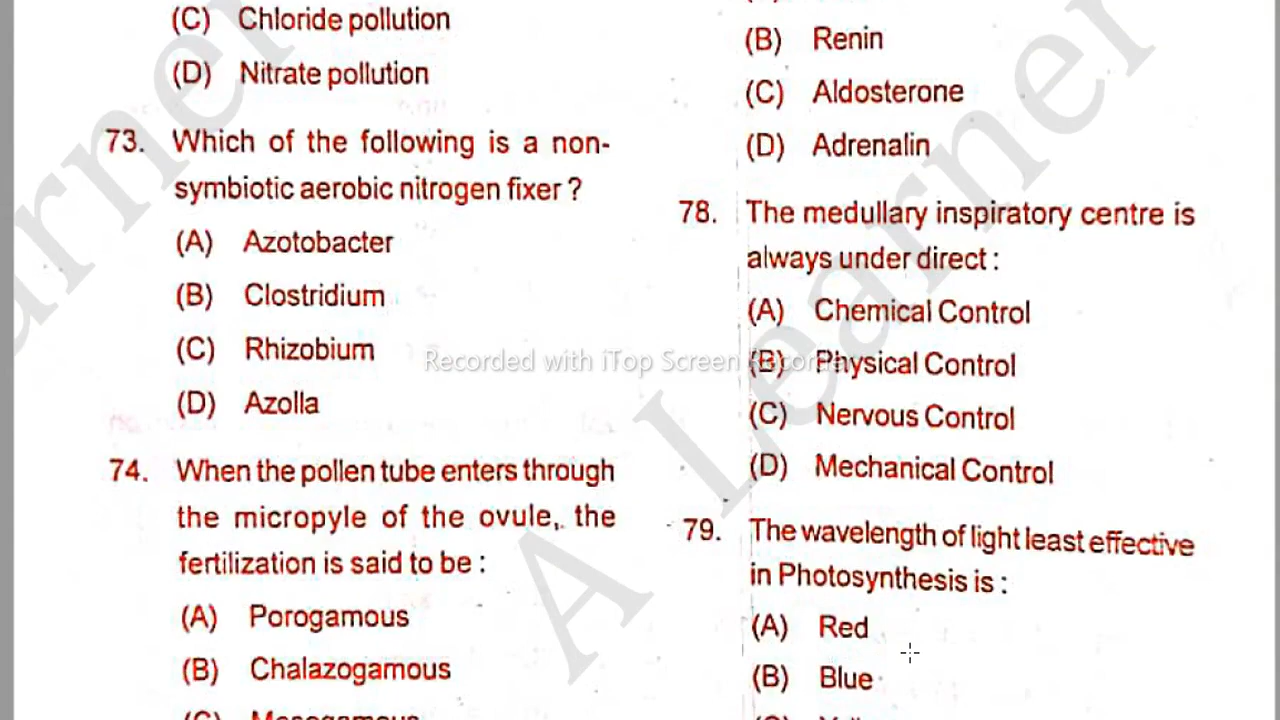 (C) Chloride pollution
(D) Nitrate pollution
73. Which of the following is a non-
symbiotic aerobic nitrogen fixer ?
(A) Azotobacter
(B) Clostridium
(C) Rhizobium
(D) Azolla
74. When the pollen tube enters through
the micropyle of the ovule, the
fertilization is said to be :
(A) Porogamous
(B) Chalazogamous
(B) Renin
(C) Aldosterone
(D) Adrenalin
78. The medullary inspiratory centre is
always under direct :
(A) Chemical Control
(B) Physical Control
(C) Nervous Control
(D) Mechanical Control
79. The wavelength of light least effective
in Photosynthesis is :
(A) Red
(B) Blue
Recorded with iTop Screen Recorder
A Learner